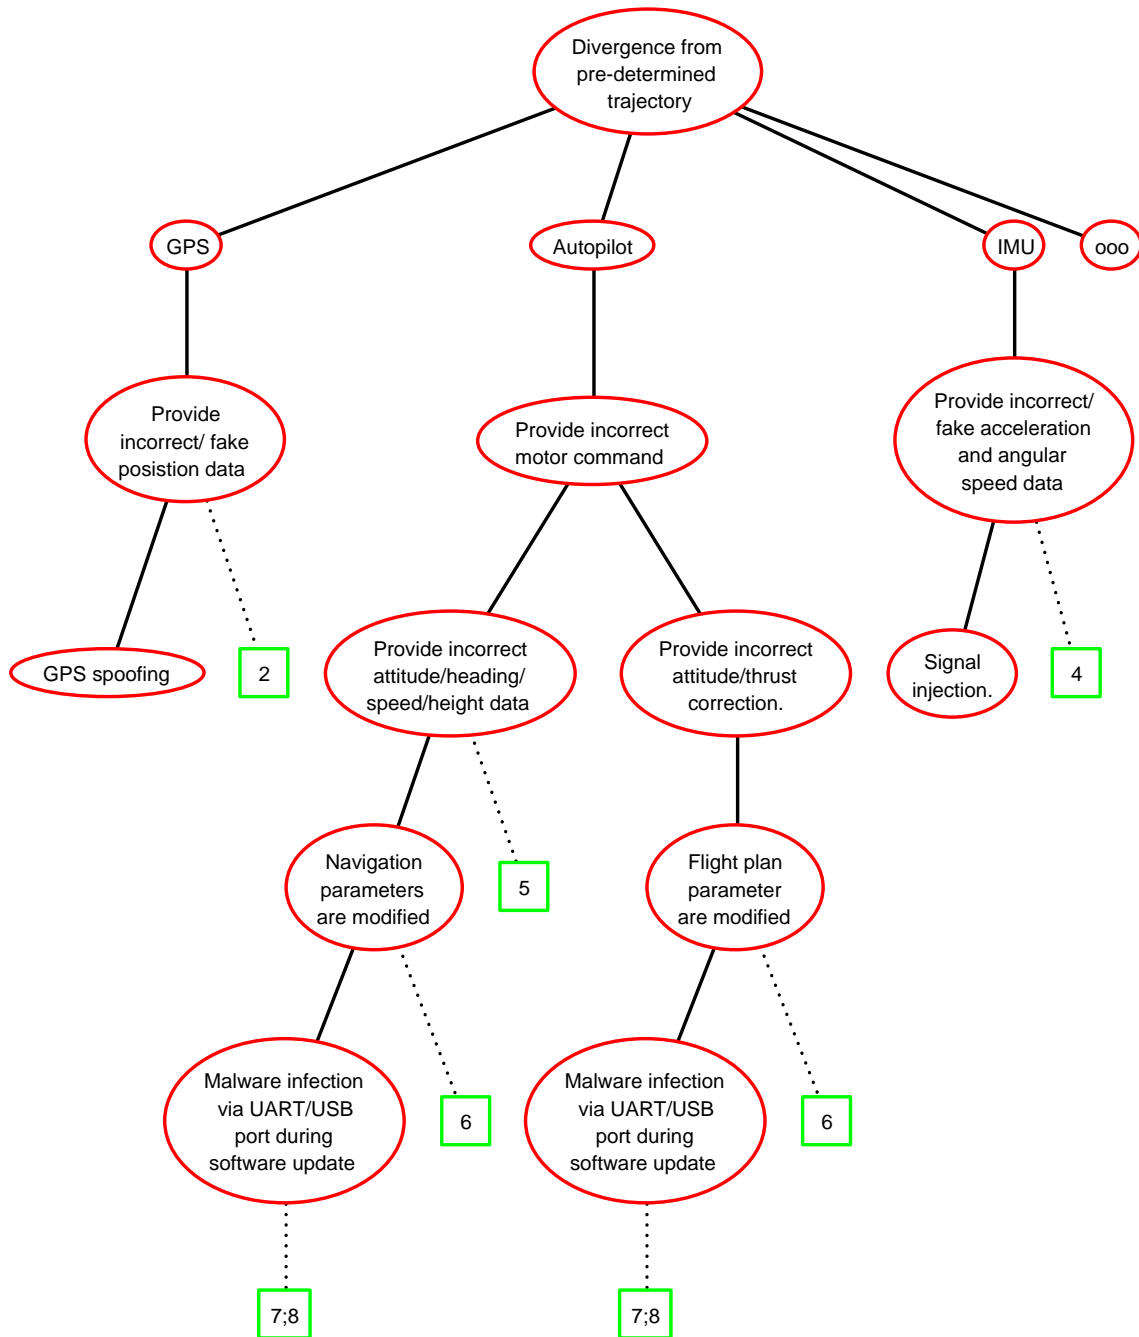 Divergence from
pre-determined
trajectory
GPS
Autopilot
IMU
ooo
Provide
incorrect/ fake
posistion data
Provide incorrect
motor command
Provide incorrect/
fake acceleration
and angular
speed data
GPS spoofing
2
Provide incorrect
attitude/heading/
speed/height data
Provide incorrect
attitude/thrust
correction.
Signal
injection.
4
Navigation
parameters
are modified
5
Flight plan
parameter
are modified
Malware infection
via UART/USB
port during
software update
6
Malware infection
via UART/USB
port during
software update
6
7;8
7;8